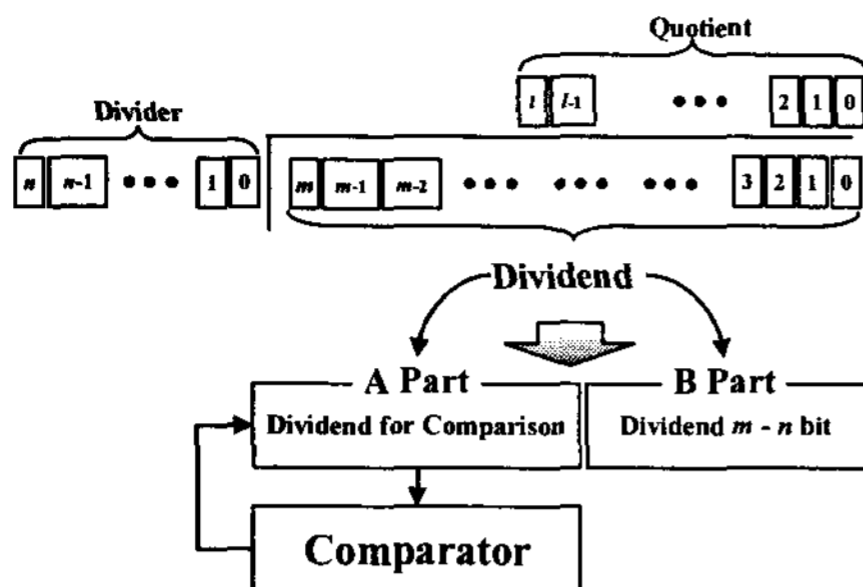 Quotient
l l-1 ••• 2 1 0
Divider
n n-1 ••• 1 0 m m-1 m-2 ••• ••• ••• 3 2 1 0
Dividend
A Part B Part
Dividend for Comparison Dividend m - n bit
Comparator